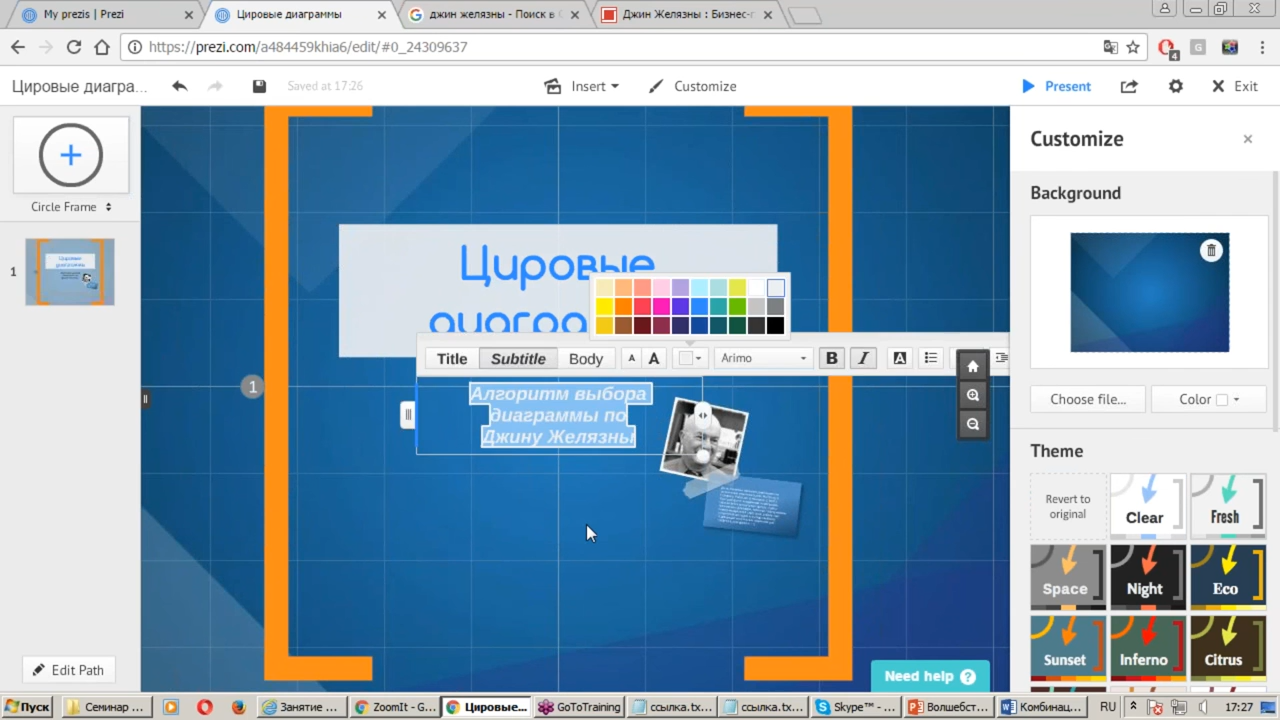 My prezis | Prezi
Цировые диаграммы
джин желязны - Поиск в
Джин Желязны : Бизнес-
https://prezi.com/a484459khia6/edit/#0_24309637
4
G
Цировые диагра...
Saved at 17:26
Insert
Customize
Present
Exit
Circle Frame
1
Edit Path
Цировые
1
Title
Subtitle
Body
A
A
Arimo
B
I
A
Алгоритм выбора
диаграммы по
Джину Желязны
Need help ?
Customize
Background
Choose file...
Color
Theme
Revert to
original
Clear
Fresh
Space
Night
Eco
Sunset
Inferno
Citrus
Пуск
Семинар ...
Занятие ...
ZoomIt - G...
Цировые...
GoToTraining
ссылка.tx...
ссылка.tx...
Skype™ - ...
Волшебст...
Комбинац...
RU
17:27